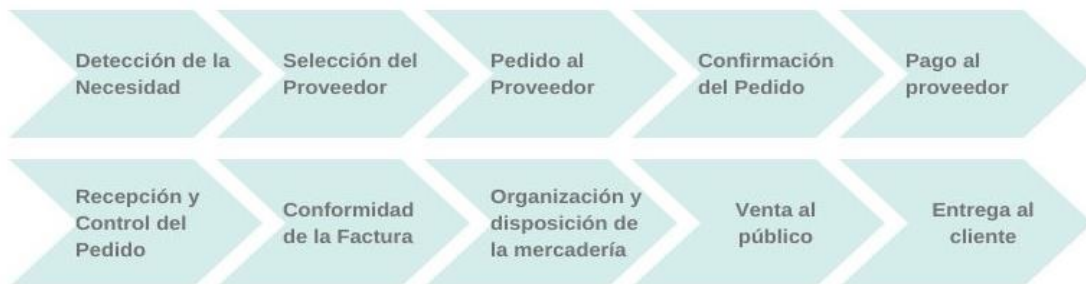 Detección de la
Necesidad
Selección del
Proveedor
Pedido al
Proveedor
Confirmación
del Pedido
Pago al
proveedor
Recepción y
Control del
Pedido
Conformidad
de la Factura
Organización y
disposición de
la mercadería
Venta al
público
Entrega al
cliente